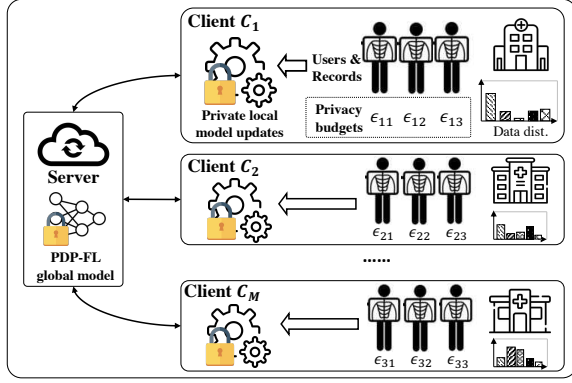 Client C₁
Users &
Records
Private local
model updates
Privacy
budgets
ϵ₁₁ ϵ₁₂ ϵ₁₃
Data dist.
Server
PDP-FL
global model
Client C₂
ϵ₂₁ ϵ₂₂ ϵ₂₃
......
Client C_M
ϵ₃₁ ϵ₃₂ ϵ₃₃